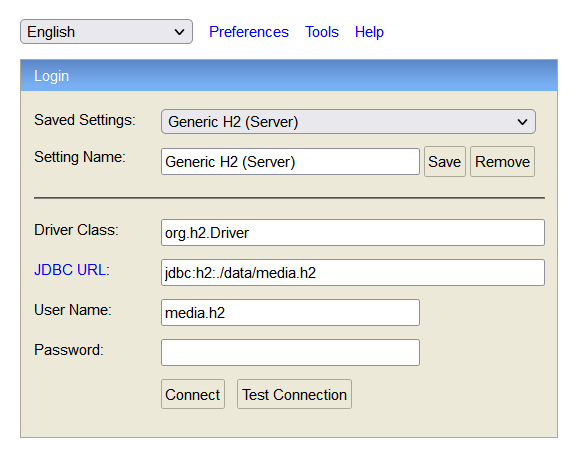 English Preferences Tools Help
Login
Saved Settings: Generic H2 (Server)
Setting Name: Generic H2 (Server) Save Remove
Driver Class: org.h2.Driver
JDBC URL: jdbc:h2:./data/media.h2
User Name: media.h2
Password:
Connect Test Connection